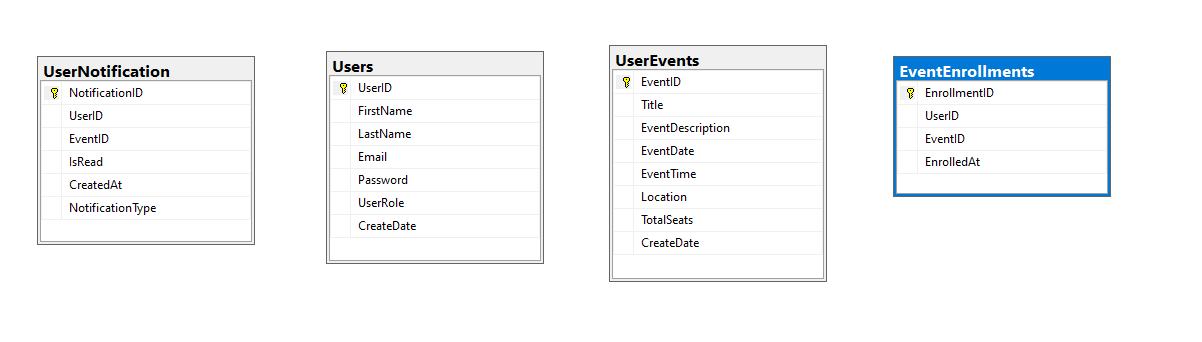 UserNotification
NotificationID
UserID
EventID
IsRead
CreatedAt
NotificationType
Users
UserID
FirstName
LastName
Email
Password
UserRole
CreateDate
UserEvents
EventID
Title
EventDescription
EventDate
EventTime
Location
TotalSeats
CreateDate
EventEnrollments
EnrollmentID
UserID
EventID
EnrolledAt